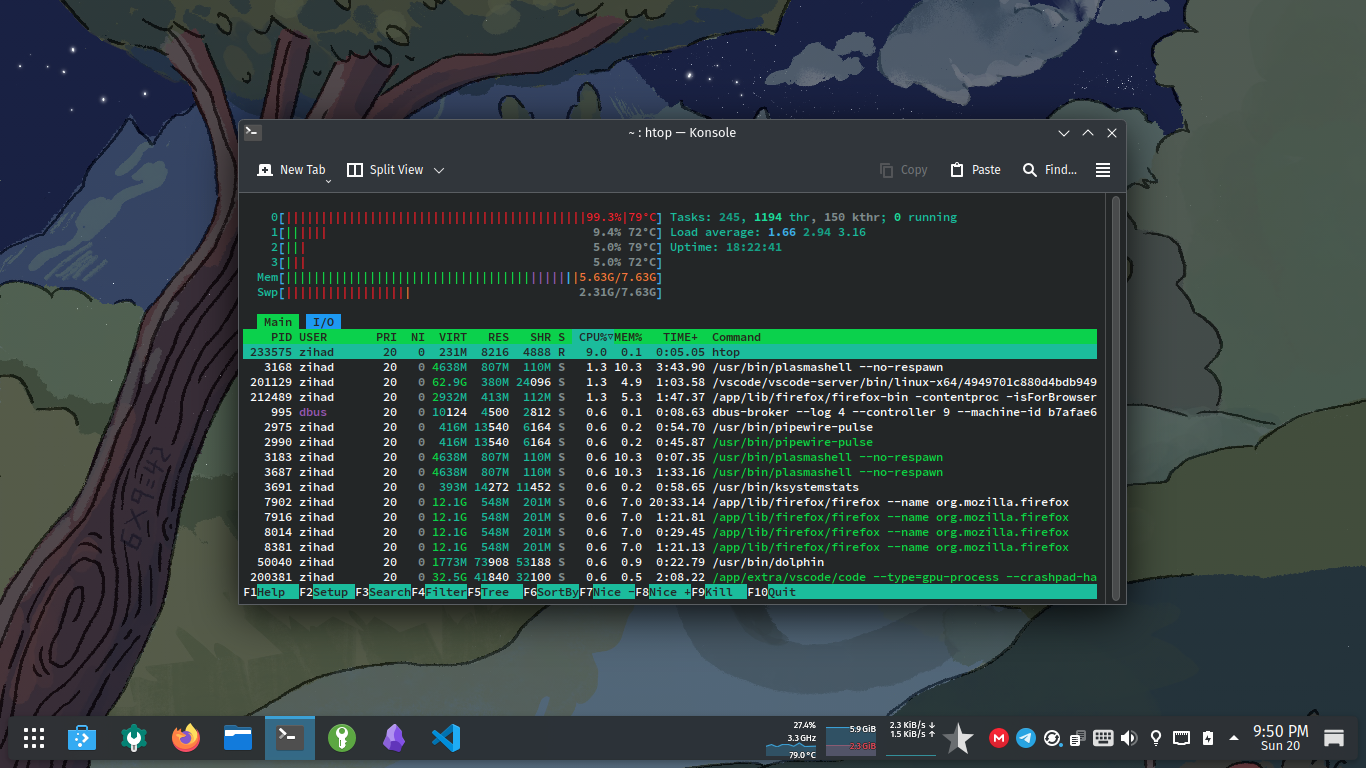 ~ : htop — Konsole
New Tab Split View Copy Paste Find...
0[99.3% 79°C] Tasks: 245, 1194 thr, 150 kthr; 0 running
1[ 9.4% 72°C] Load average: 1.66 2.94 3.16
2[ 5.0% 79°C] Uptime: 18:22:41
3[ 5.0% 72°C]
Mem[5.63G/7.63G]
Swp[2.31G/7.63G]
Main I/O
PID USER PRI NI VIRT RES SHR S CPU%▽MEM% TIME+ Command
233575 zihad 20 0 231M 8216 4888 R 9.0 0.1 0:05.05 htop
3168 zihad 20 0 4638M 807M 110M S 1.3 10.3 3:43.90 /usr/bin/plasmashell --no-respawn
201129 zihad 20 0 62.9G 380M 24096 S 1.3 4.9 1:03.58 /vscode/vscode-server/bin/linux-x64/4949701c880d4bdb949
212489 zihad 20 0 2932M 413M 112M S 1.3 5.3 1:47.37 /app/lib/firefox/firefox-bin -contentproc -isForBrowser
995 dbus 20 0 10124 4500 2812 S 0.6 0.1 0:08.63 dbus-broker --log 4 --controller 9 --machine-id b7afae6
2975 zihad 20 0 416M 13540 6164 S 0.6 0.2 0:54.70 /usr/bin/pipewire-pulse
2990 zihad 20 0 416M 13540 6164 S 0.6 0.2 0:45.87 /usr/bin/pipewire-pulse
3183 zihad 20 0 4638M 807M 110M S 0.6 10.3 0:07.35 /usr/bin/plasmashell --no-respawn
3687 zihad 20 0 4638M 807M 110M S 0.6 10.3 1:33.16 /usr/bin/plasmashell --no-respawn
3691 zihad 20 0 393M 14272 11452 S 0.6 0.2 0:58.65 /usr/bin/ksystemstats
7902 zihad 20 0 12.1G 548M 201M S 0.6 7.0 20:33.14 /app/lib/firefox/firefox --name org.mozilla.firefox
7916 zihad 20 0 12.1G 548M 201M S 0.6 7.0 1:21.81 /app/lib/firefox/firefox --name org.mozilla.firefox
8014 zihad 20 0 12.1G 548M 201M S 0.6 7.0 0:29.45 /app/lib/firefox/firefox --name org.mozilla.firefox
8381 zihad 20 0 12.1G 548M 201M S 0.6 7.0 1:21.13 /app/lib/firefox/firefox --name org.mozilla.firefox
50040 zihad 20 0 1773M 73908 53188 S 0.6 0.9 0:22.79 /usr/bin/dolphin
200381 zihad 20 0 32.5G 41840 32100 S 0.6 0.5 2:08.22 /app/extra/vscode/code --type=gpu-process --crashpad-ha
F1Help F2Setup F3SearchF4FilterF5Tree F6SortByF7Nice -F8Nice +F9Kill F10Quit
6x9=42
27.4%
3.3 GHz
79.0 °C
5.9 GiB
2.3 GiB
2.3 KiB/s ↓
1.5 KiB/s ↑
9:50 PM
Sun 20